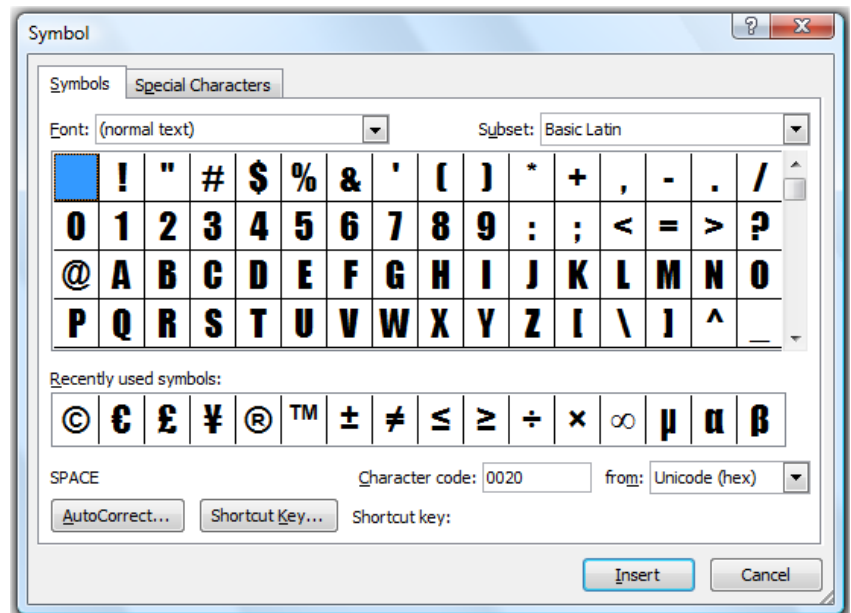 Symbol
Symbols Special Characters
Font: (normal text) Subset: Basic Latin
! " # $ % & ' ( ) * + , - . /
0 1 2 3 4 5 6 7 8 9 : ; < = > ?
@ A B C D E F G H I J K L M N O
P Q R S T U V W X Y Z [ \ ] ^ _
Recently used symbols:
© € £ ¥ ® ™ ± ≠ ≤ ≥ ÷ × ∞ µ α β
SPACE Character code: 0020 from: Unicode (hex)
AutoCorrect... Shortcut Key... Shortcut key:
Insert Cancel